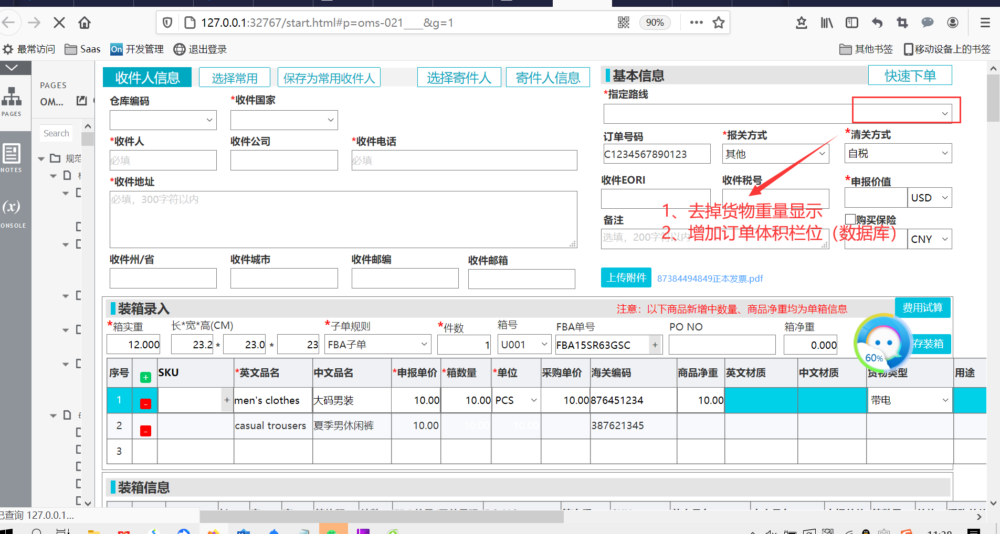 127.0.0.1:32767/start.html#p=oms-021____&g=1
90%
最常访问 Saas On 开发管理 退出登录 其他书签 移动设备上的书签
PAGES
OM...
PAGES
Search
NOTES
规范
(x)
ONSOLE
收件人信息 选择常用 保存为常用收件人 选择寄件人 寄件人信息
仓库编码 *收件国家
*收件人 收件公司 *收件电话
必填 必填
*收件地址
必填，300字符以内
收件州/省 收件城市 收件邮编 收件邮箱
基本信息 快速下单
*指定路线
订单号码 *报关方式 *清关方式
C1234567890123 其他 自税
收件EORI 收件税号 *申报价值
USD
1、去掉货物重量显示
备注 购买保险
2、增加订单体积栏位（数据库）
选填，200字符以内 CNY
上传附件 87384494849正本发票.pdf
装箱录入 注意：以下商品新增中数量、商品净重均为单箱信息 费用试算
*箱实重 长*宽*高(CM) *子单规则 *件数 箱号 FBA单号 PO NO 箱净重
12.000 23.2 * 23.0 * 23 FBA子单 1 U001 FBA15SR63GSC + 0.000 存装箱
60%
序号 + SKU *英文品名 中文品名 *申报单价 *箱数量 *单位 采购单价 海关编码 商品净重 英文材质 中文材质 货物类型 用途
1 - + men's clothes 大码男装 10.00 10.00 PCS 10.00 876451234 10.00 带电
2 - casual trousers 夏季男休闲裤 10.00 10.00 10.00 387621345
3
装箱信息
已查询 127.0.0.1...
11:38